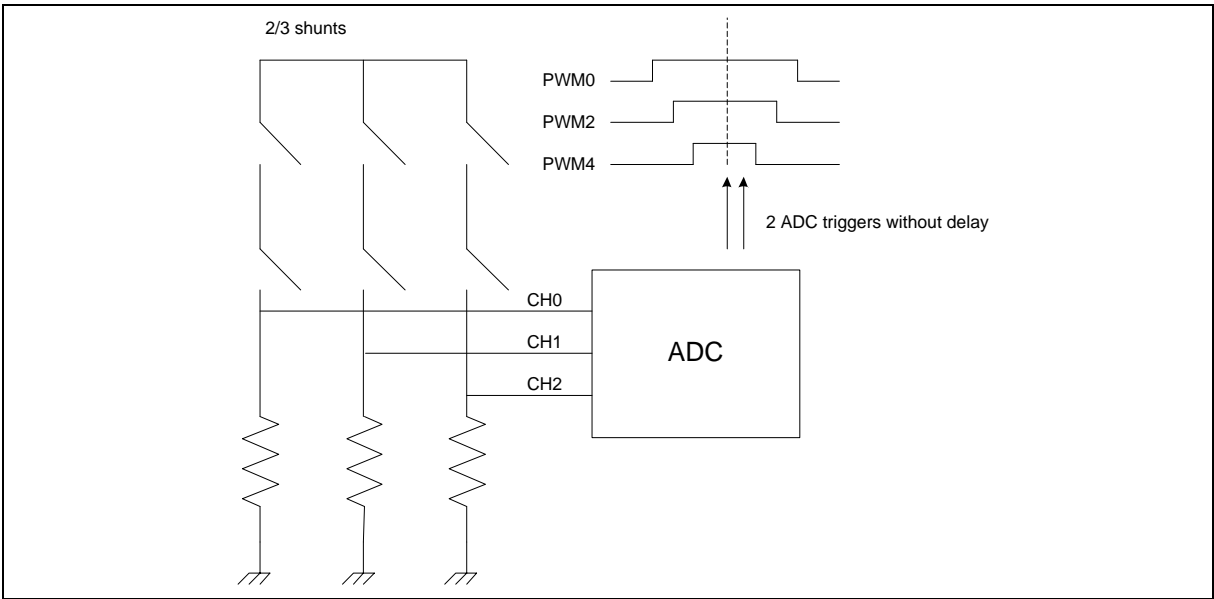 2/3 shunts
PWM0
PWM2
PWM4
2 ADC triggers without delay
CH0
CH1
CH2
ADC